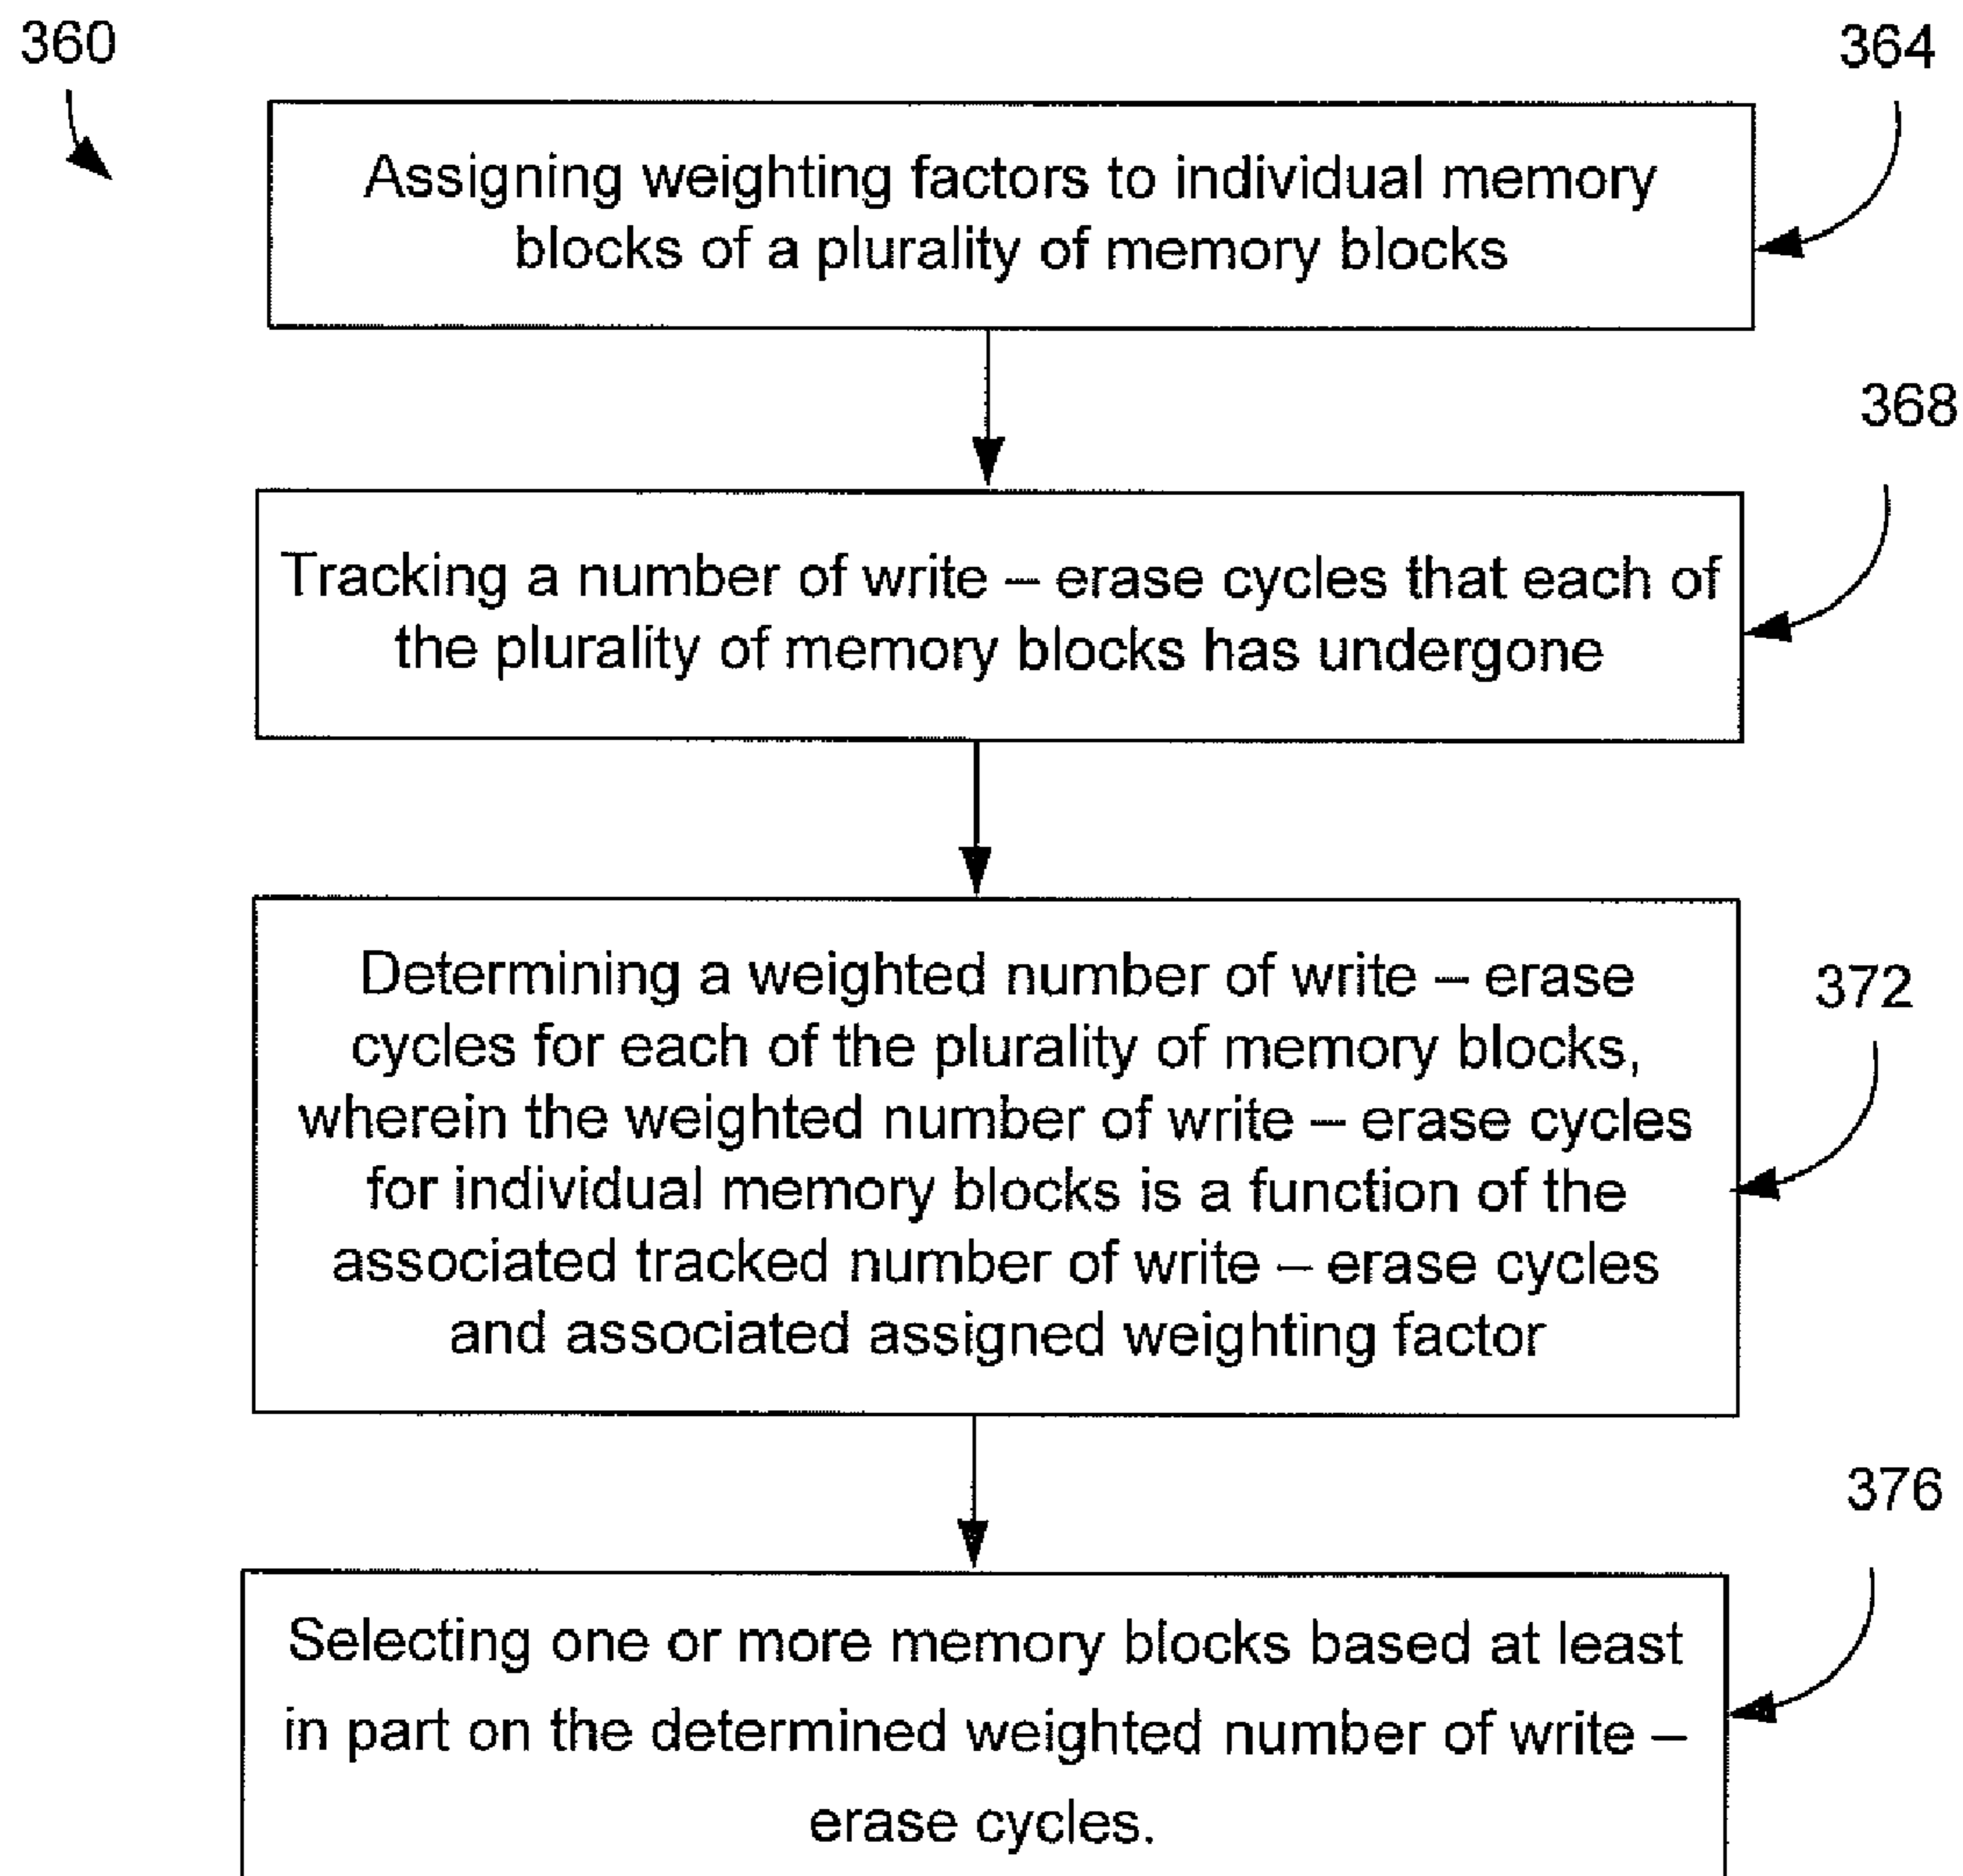 360
364
Assigning weighting factors to individual memory
blocks of a plurality of memory blocks
368
Tracking a number of write – erase cycles that each of
the plurality of memory blocks has undergone
372
Determining a weighted number of write – erase
cycles for each of the plurality of memory blocks,
wherein the weighted number of write – erase cycles
for individual memory blocks is a function of the
associated tracked number of write – erase cycles
and associated assigned weighting factor
376
Selecting one or more memory blocks based at least
in part on the determined weighted number of write –
erase cycles.